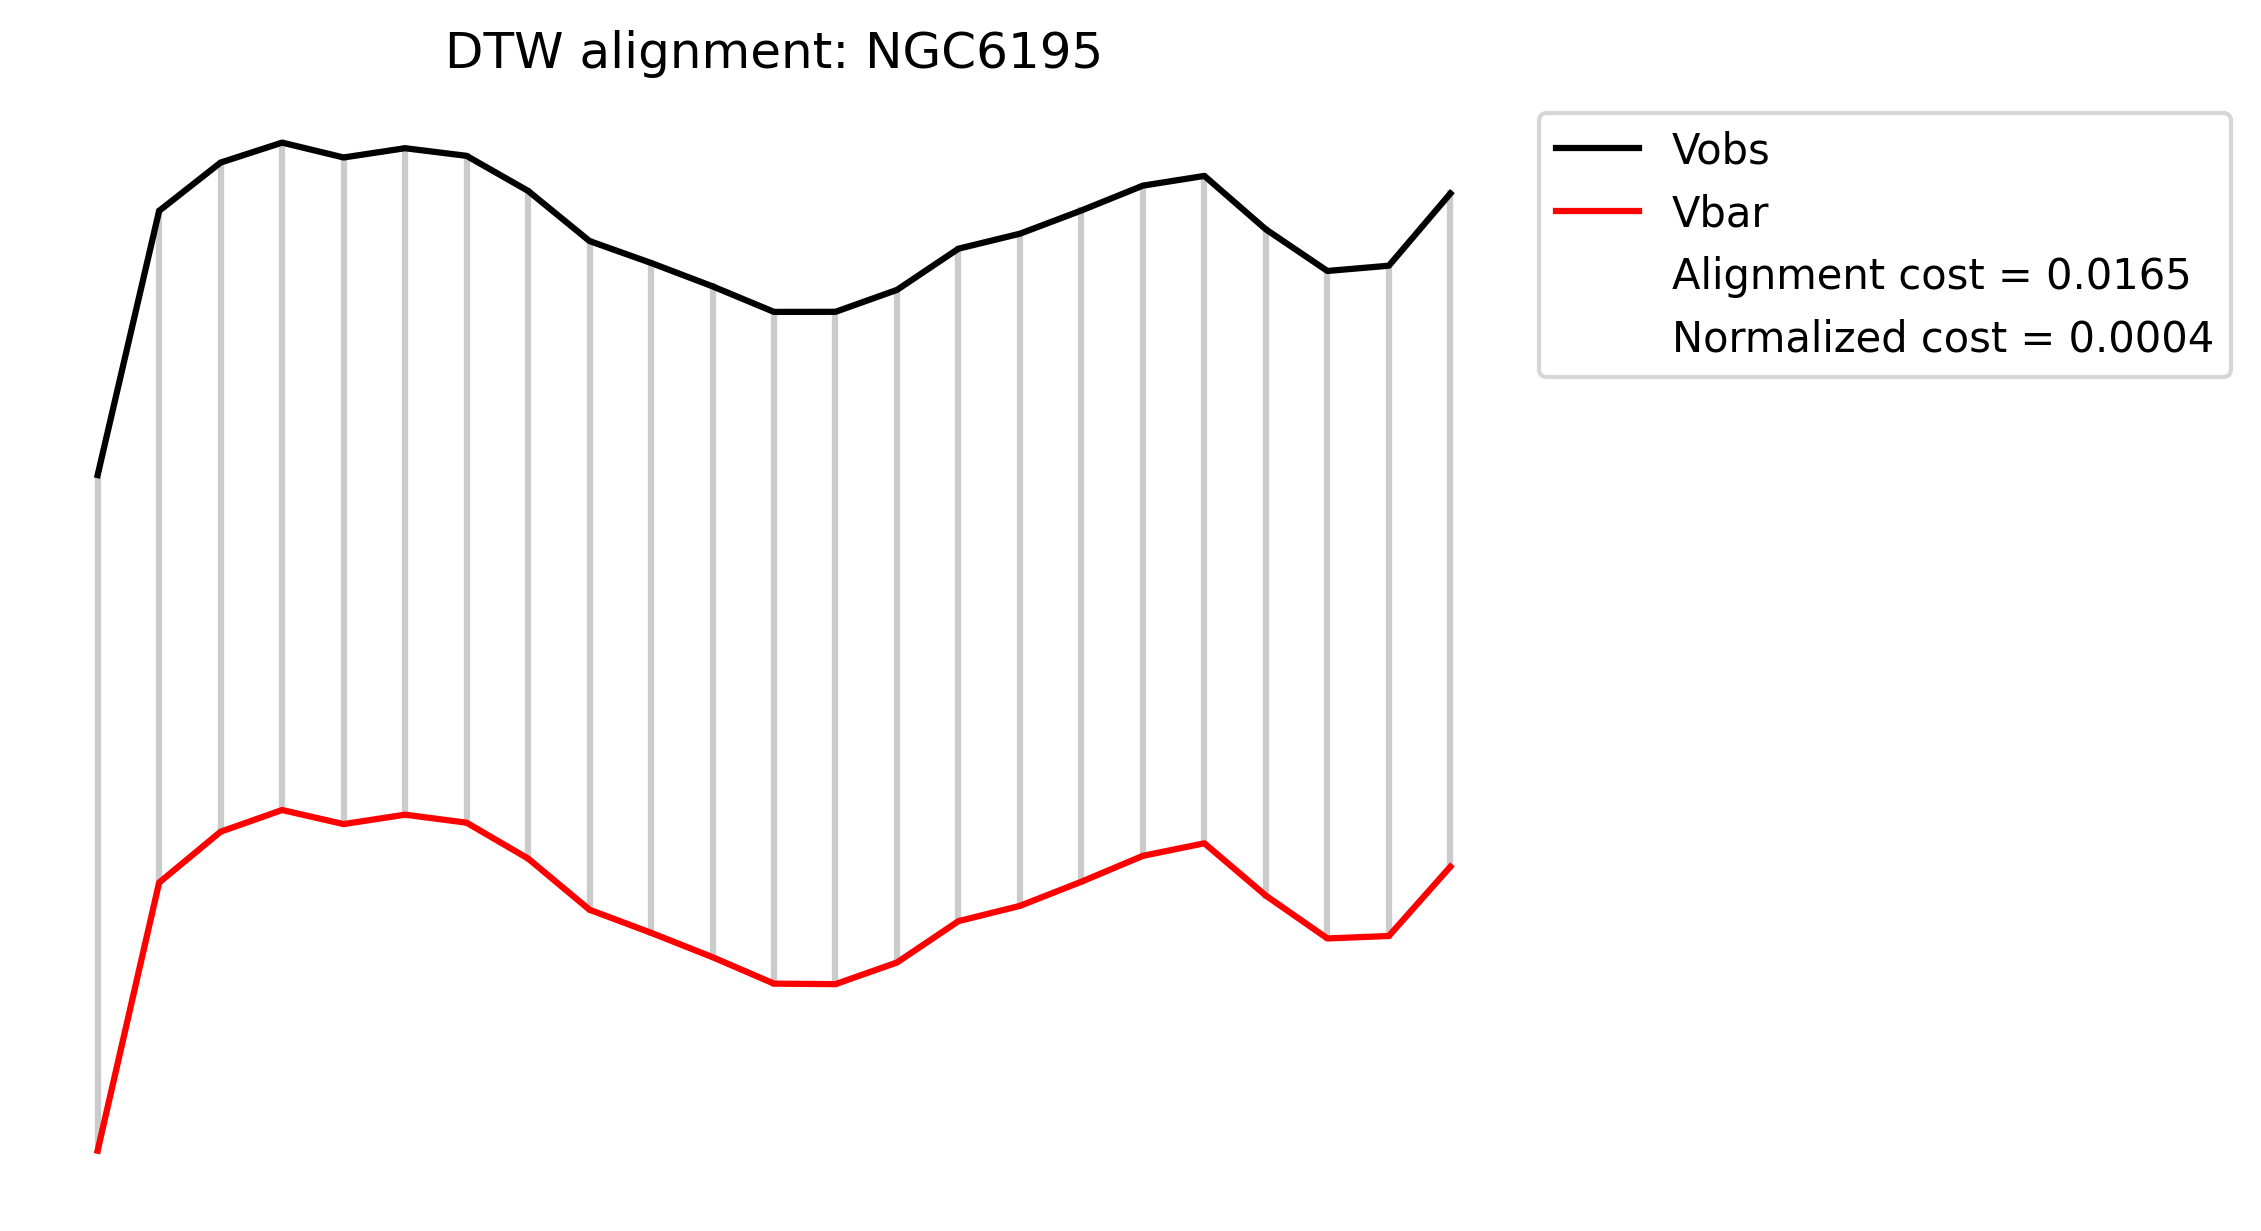 DTW alignment: NGC6195
Vobs
Vbar
Alignment cost = 0.0165
Normalized cost = 0.0004